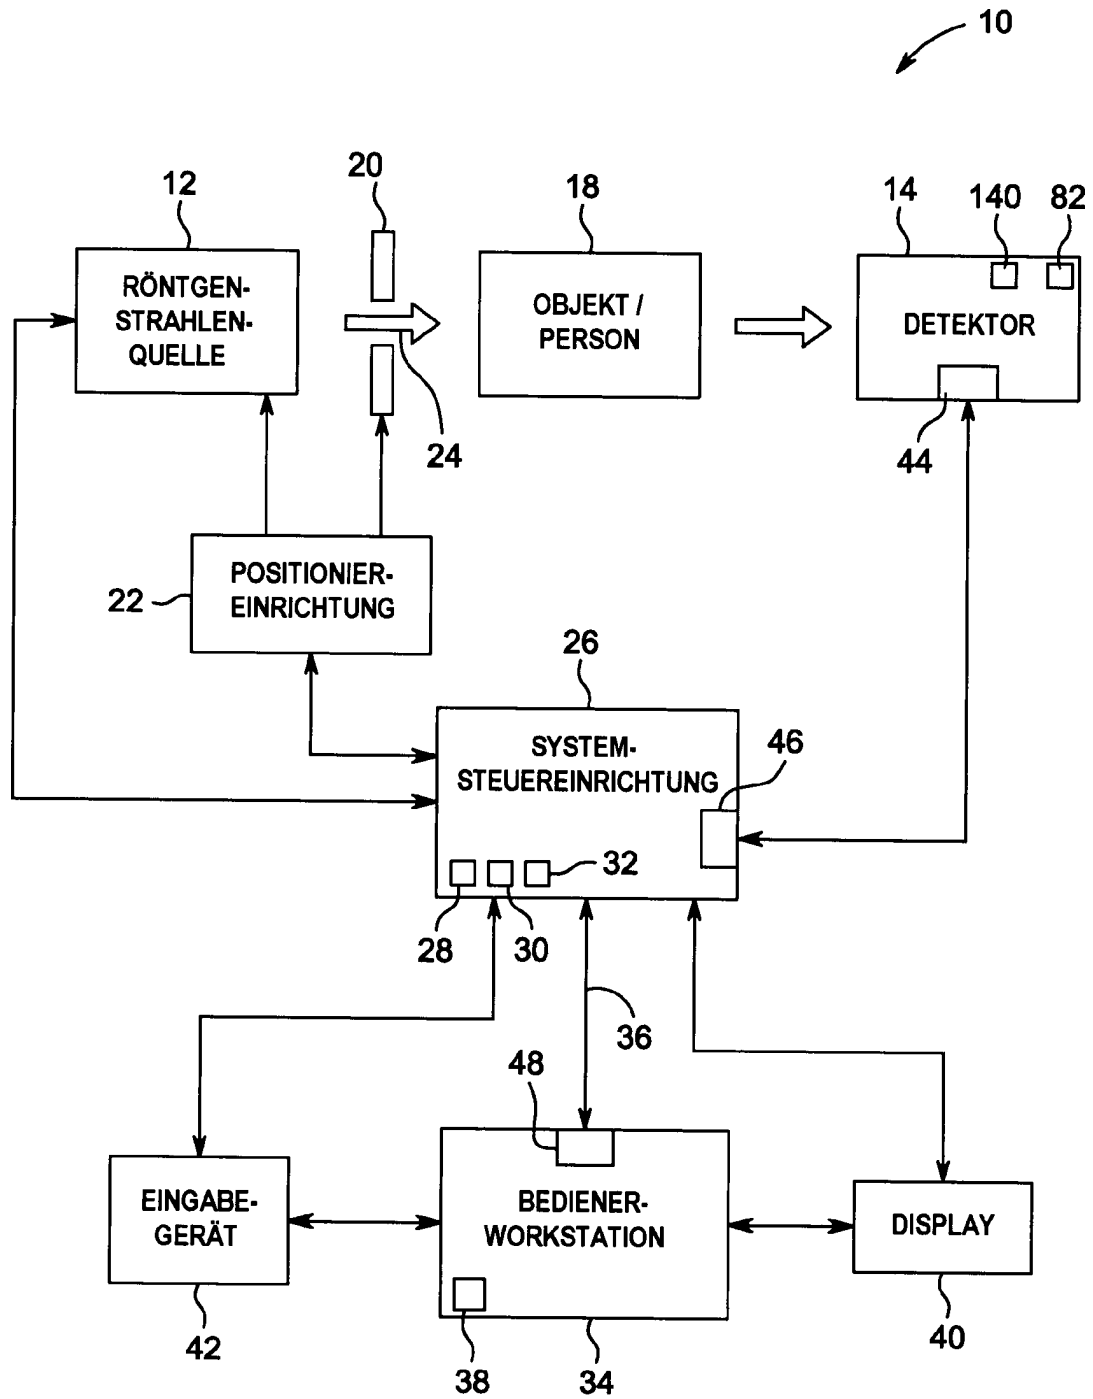 10
20
12
18
14
140
82
RÖNTGEN-
STRAHLEN-
QUELLE
OBJEKT /
PERSON
DETEKTOR
24
44
POSITIONIER-
EINRICHTUNG
22
26
SYSTEM-
STEUEREINRICHTUNG
46
32
28
30
36
48
EINGABE-
GERÄT
BEDIENER-
WORKSTATION
DISPLAY
42
38
34
40